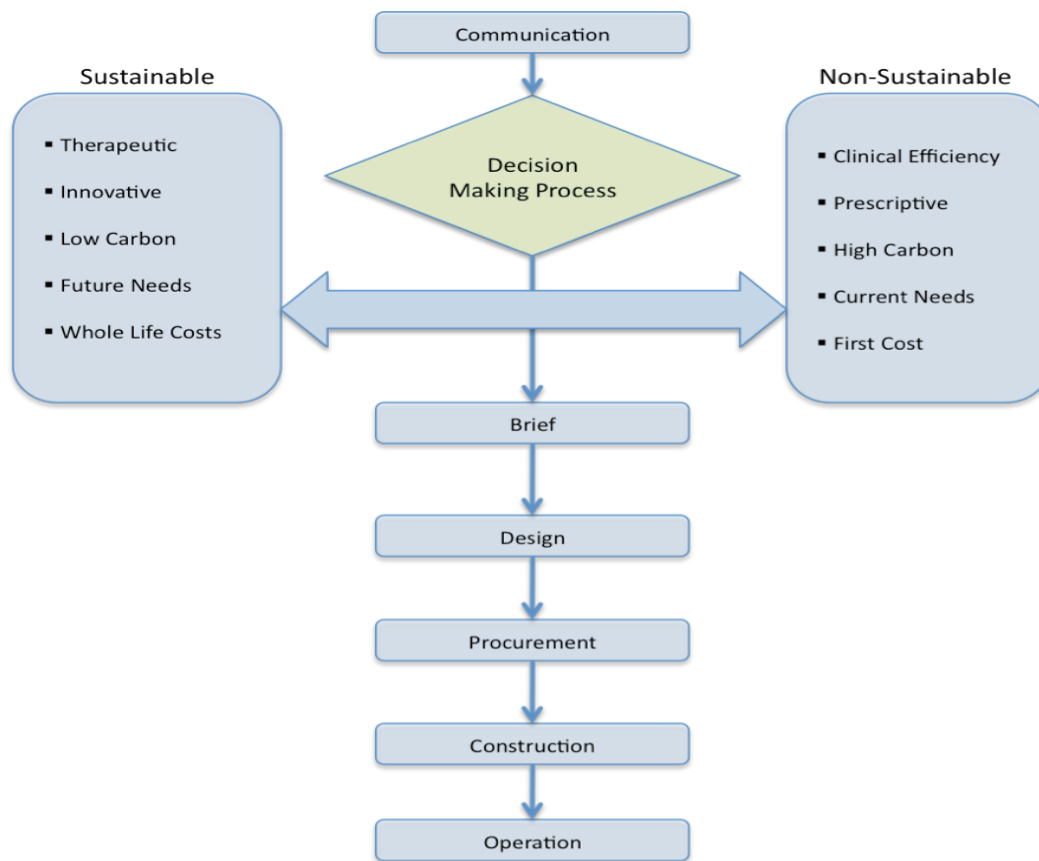 Communication
Sustainable
▪ Therapeutic
▪ Innovative
▪ Low Carbon
▪ Future Needs
▪ Whole Life Costs
Decision
Making Process
Non-Sustainable
▪ Clinical Efficiency
▪ Prescriptive
▪ High Carbon
▪ Current Needs
▪ First Cost
Brief
Design
Procurement
Construction
Operation